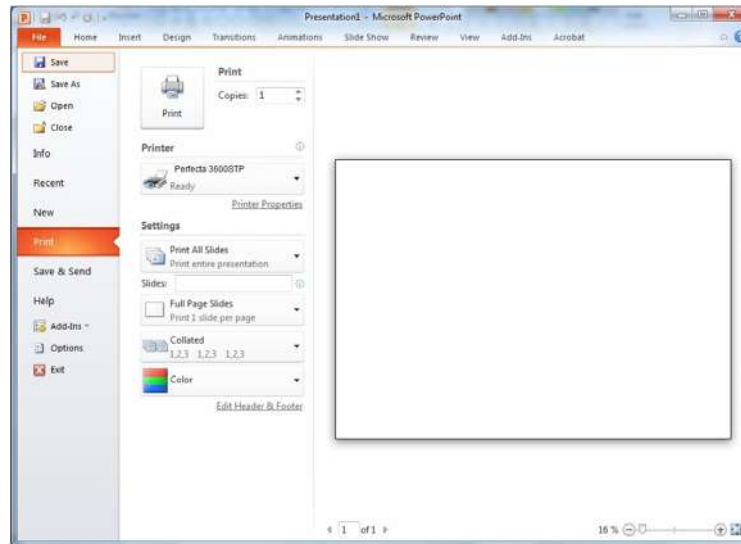 Presentation1 - Microsoft PowerPoint
File Home Insert Design Transitions Animations Slide Show Review View Add-Ins Acrobat
Save
Save As
Open
Close
Info
Recent
New
Print
Save & Send
Help
Add-Ins
Options
Exit
Print
Copies: 1
Print
Printer
Perfecta 3600STP
Ready
Printer Properties
Settings
Print All Slides
Print entire presentation
Slides:
Full Page Slides
Print 1 slide per page
Collated
1,2,3 1,2,3 1,2,3
Color
Edit Header & Footer
1 of 1
16 %